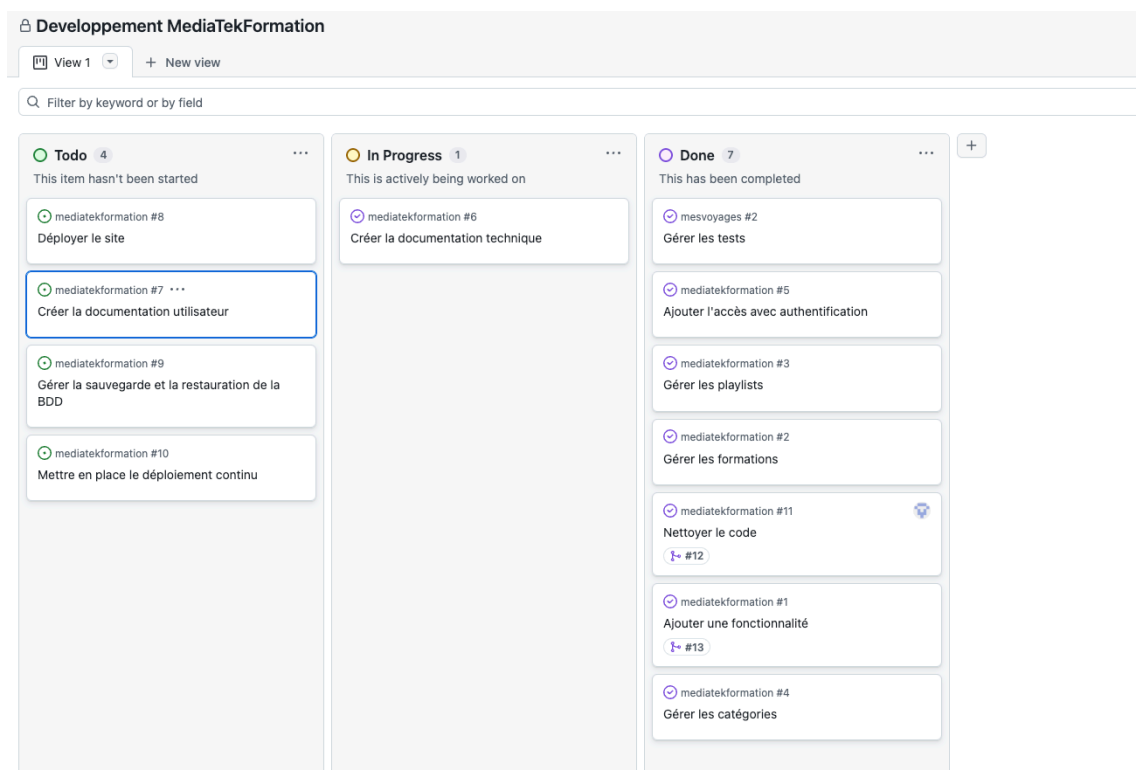 Developpement MediaTekFormation
View 1
New view
Filter by keyword or by field
Todo 4
This item hasn't been started
mediatekformation #8
Déployer le site
mediatekformation #7
Créer la documentation utilisateur
mediatekformation #9
Gérer la sauvegarde et la restauration de la
BDD
mediatekformation #10
Mettre en place le déploiement continu
In Progress 1
This is actively being worked on
mediatekformation #6
Créer la documentation technique
Done 7
This has been completed
mesvoyages #2
Gérer les tests
mediatekformation #5
Ajouter l'accès avec authentification
mediatekformation #3
Gérer les playlists
mediatekformation #2
Gérer les formations
mediatekformation #11
Nettoyer le code
#12
mediatekformation #1
Ajouter une fonctionnalité
#13
mediatekformation #4
Gérer les catégories